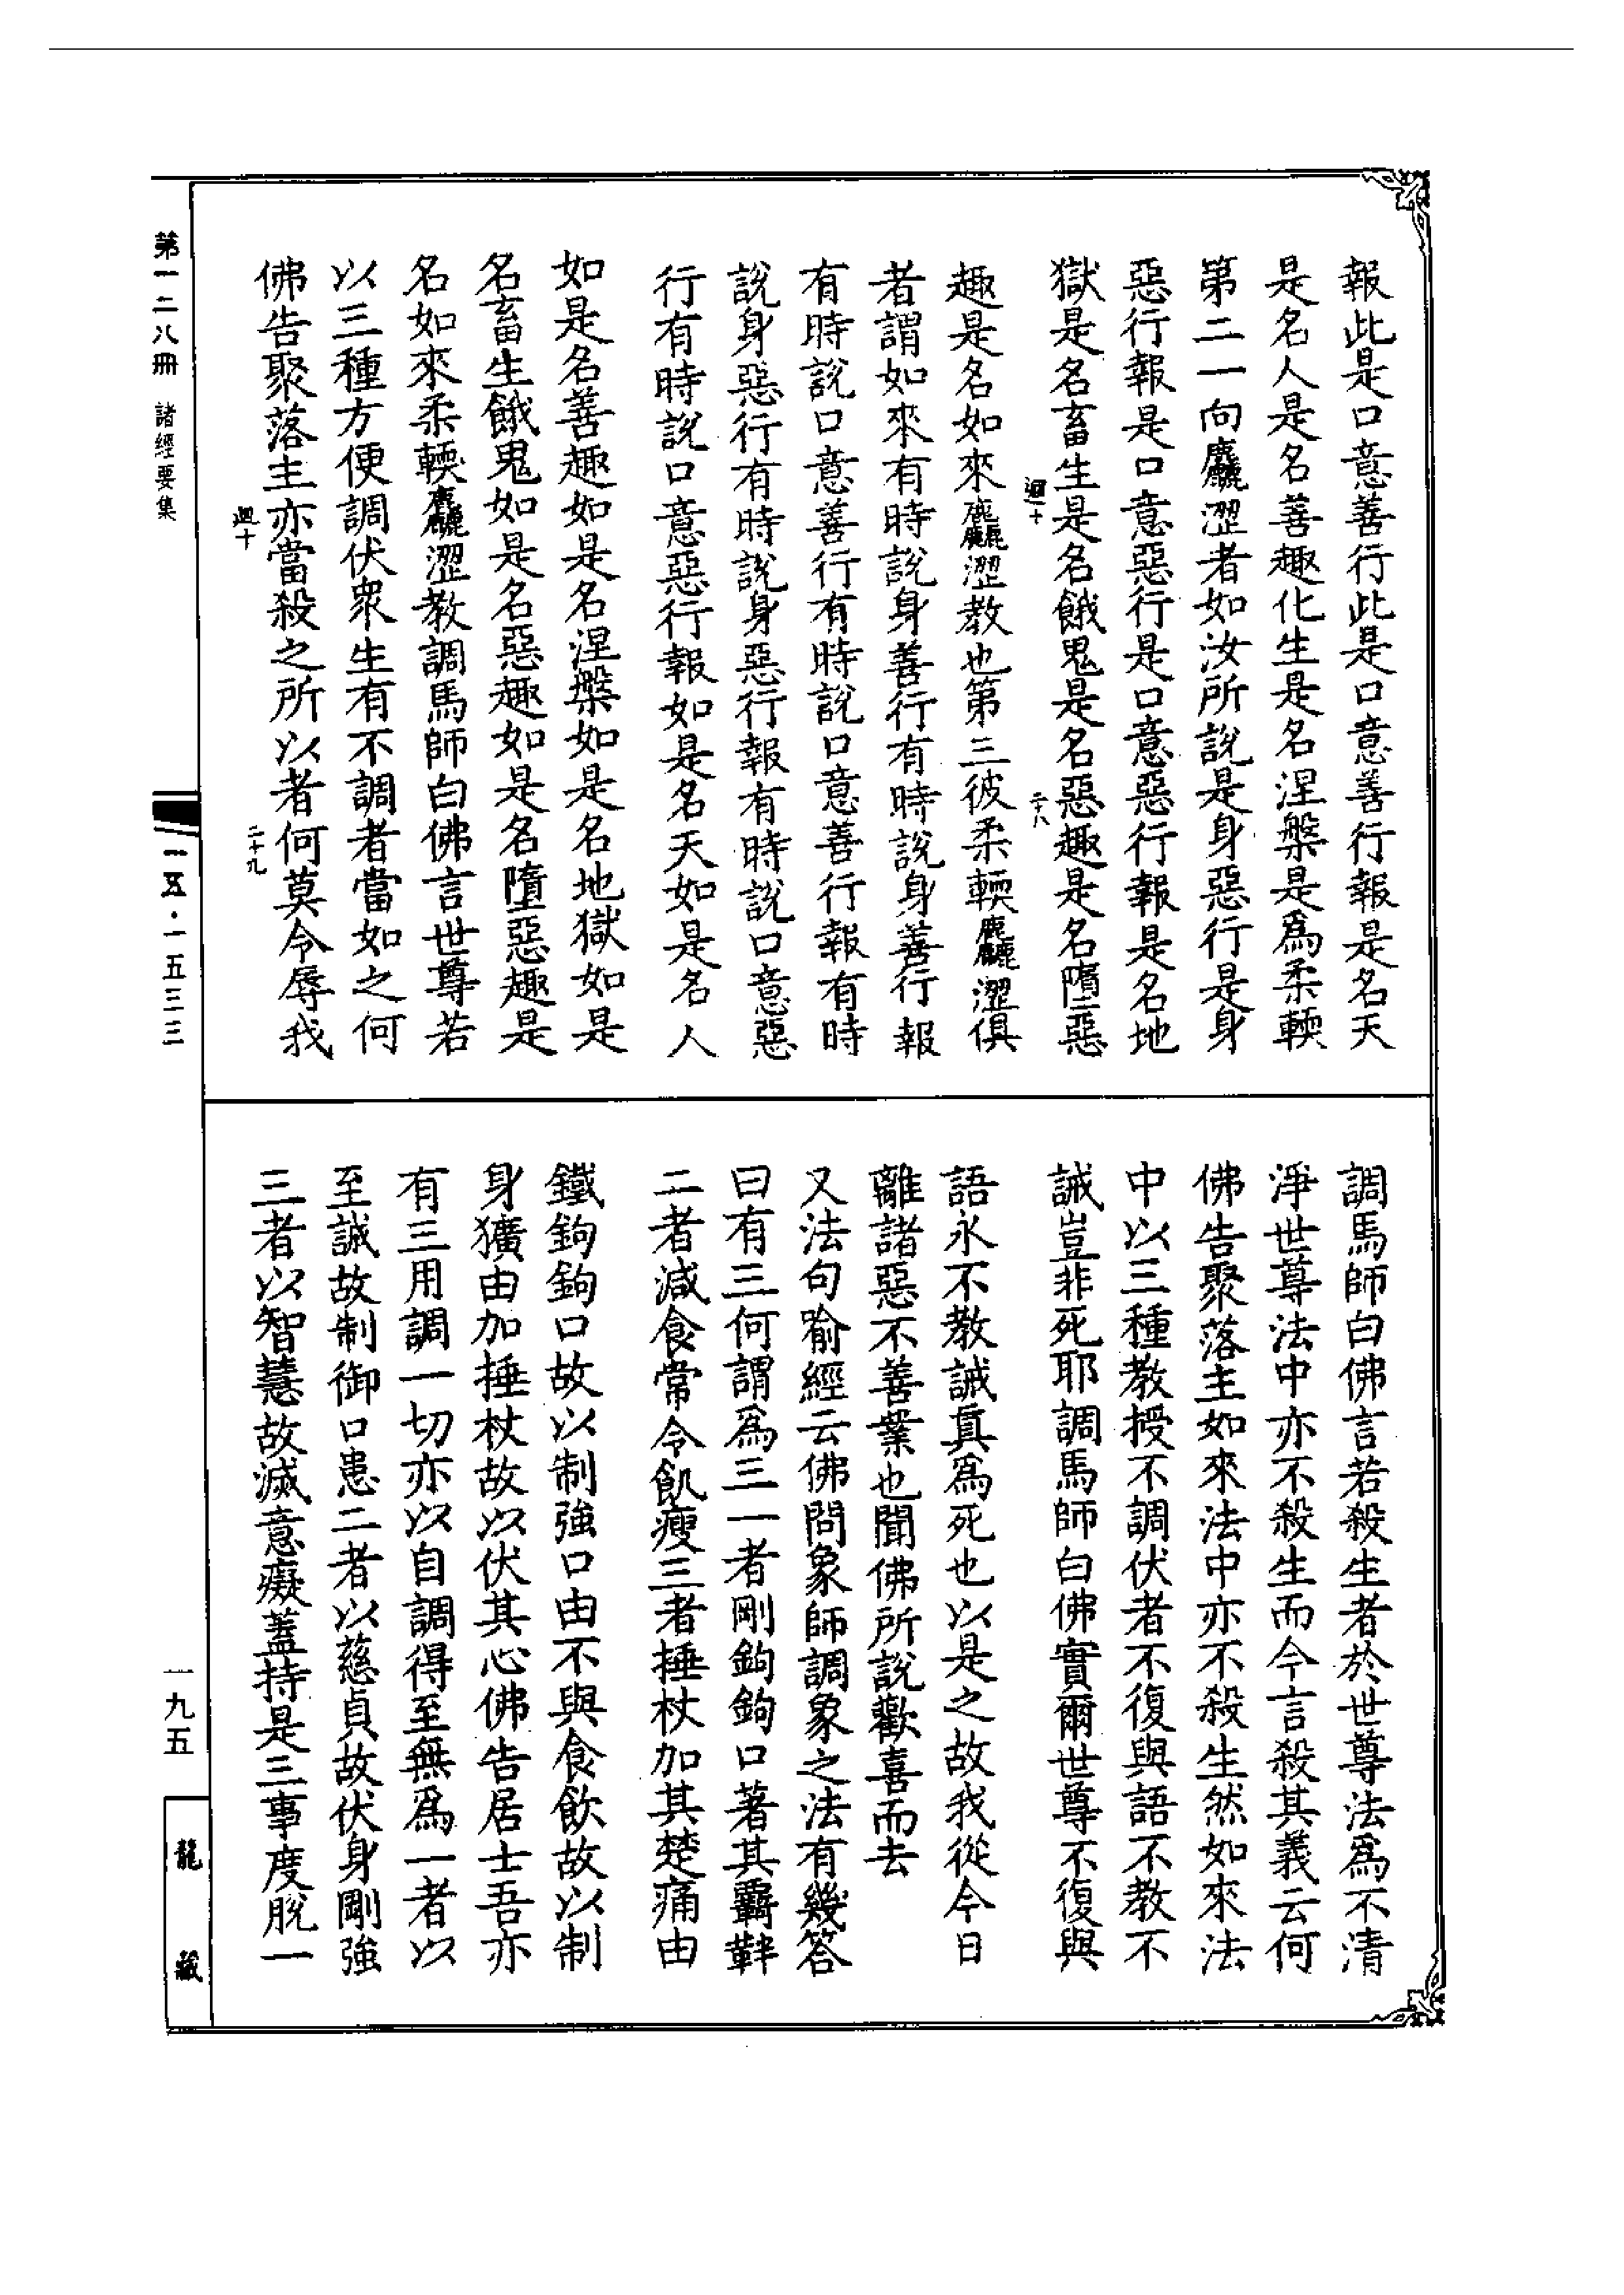 報此是口意善行此是口意善行報是名天
是名人是名善趣化生是名涅槃是為柔輭
第二一向麤澀者如汝所說是身惡行是身
惡行報是口意惡行是口意惡行報是名地
獄是名畜生是名餓鬼是名惡趣是名墮惡
迴十
二十八
趣是名如來麤澀教也第三彼柔輭麤澀俱
者謂如來有時說身善行有時說身善行報
有時說口意善行有時說口意善行報有時
說身惡行有時說身惡行報有時說口意惡
行有時說口意惡行報如是名天如是名人
如是名善趣如是名涅槃如是名地獄如是
名畜生餓鬼如是名惡趣如是名墮惡趣是
名如來柔輭麤澀教調馬師白佛言世尊若
以三種方便調伏眾生有不調者當如之何
佛告聚落主亦當殺之所以者何莫令辱我
迴十
二十九
調馬師白佛言若殺生者於世尊法為不清
淨世尊法中亦不殺生而今言殺其義云何
佛告聚落主如來法中亦不殺生然如來法
中以三種教授不調伏者不復與語不教不
誡豈非死耶調馬師白佛實爾世尊不復與
語永不教誡真為死也以是之故我從今日
離諸惡不善業也聞佛所說歡喜而去
又法句喻經云佛問象師調象之法有幾答
曰有三何謂為三一者剛鉤鉤口著其羈靽
二者減食常令飢瘦三者捶杖加其楚痛由
鐵鉤鉤口故以制強口由不與食飲故以制
身獷由加捶杖故以伏其心佛告居士吾亦
有三用調一切亦以自調得至無為一者以
至誠故制御口患二者以慈貞故伏身剛強
三者以智慧故滅意癡蓋持是三事度脫一
第一二八冊 諸經要集
一五·一五三三
一九五
龍藏